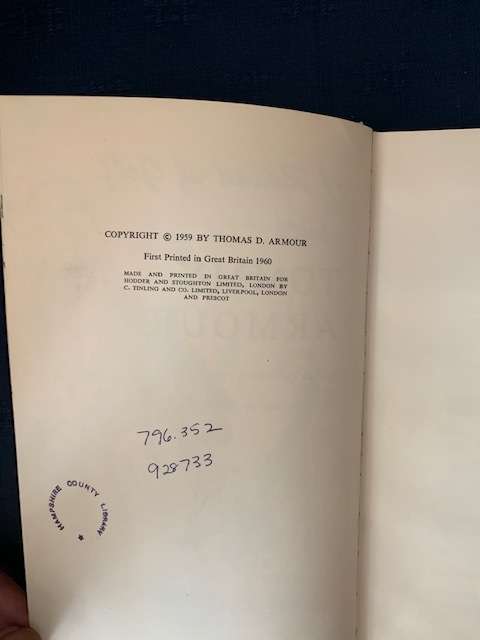 COPYRIGHT © 1959 BY THOMAS D. ARMOUR
First Printed in Great Britain 1960
MADE AND PRINTED IN GREAT BRITAIN FOR
HODDER AND STOUGHTON LIMITED, LONDON BY
C. TINLING AND CO. LIMITED, LIVERPOOL, LONDON
AND PRESCOT
796.352
928733
HAMPSHIRE COUNTY LIBRARY